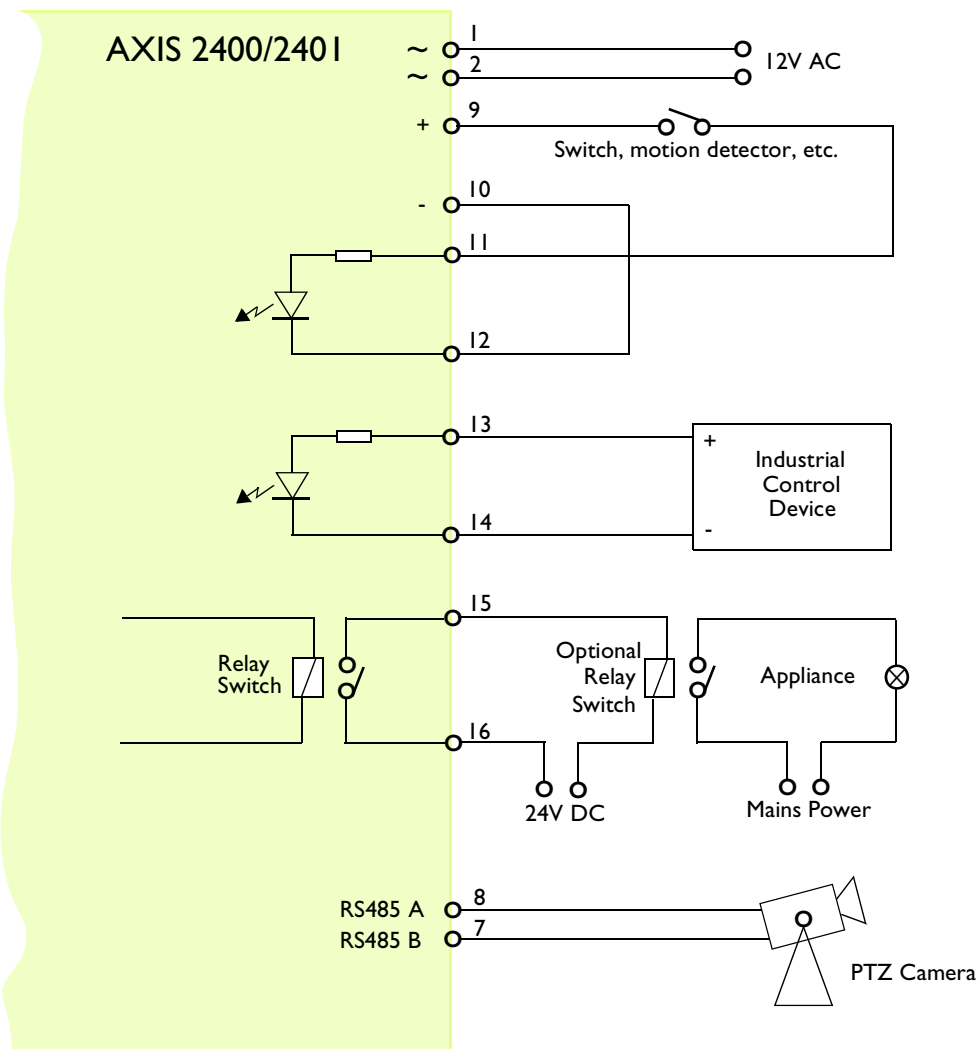 AXIS 2400/2401
~ 1
12V AC
~ 2
+ 9
Switch, motion detector, etc.
- 10
11
12
13
+
Industrial
Control
Device
14
-
15
Relay
Switch
Optional
Relay
Switch
Appliance
16
24V DC
Mains Power
RS485 A 8
RS485 B 7
PTZ Camera